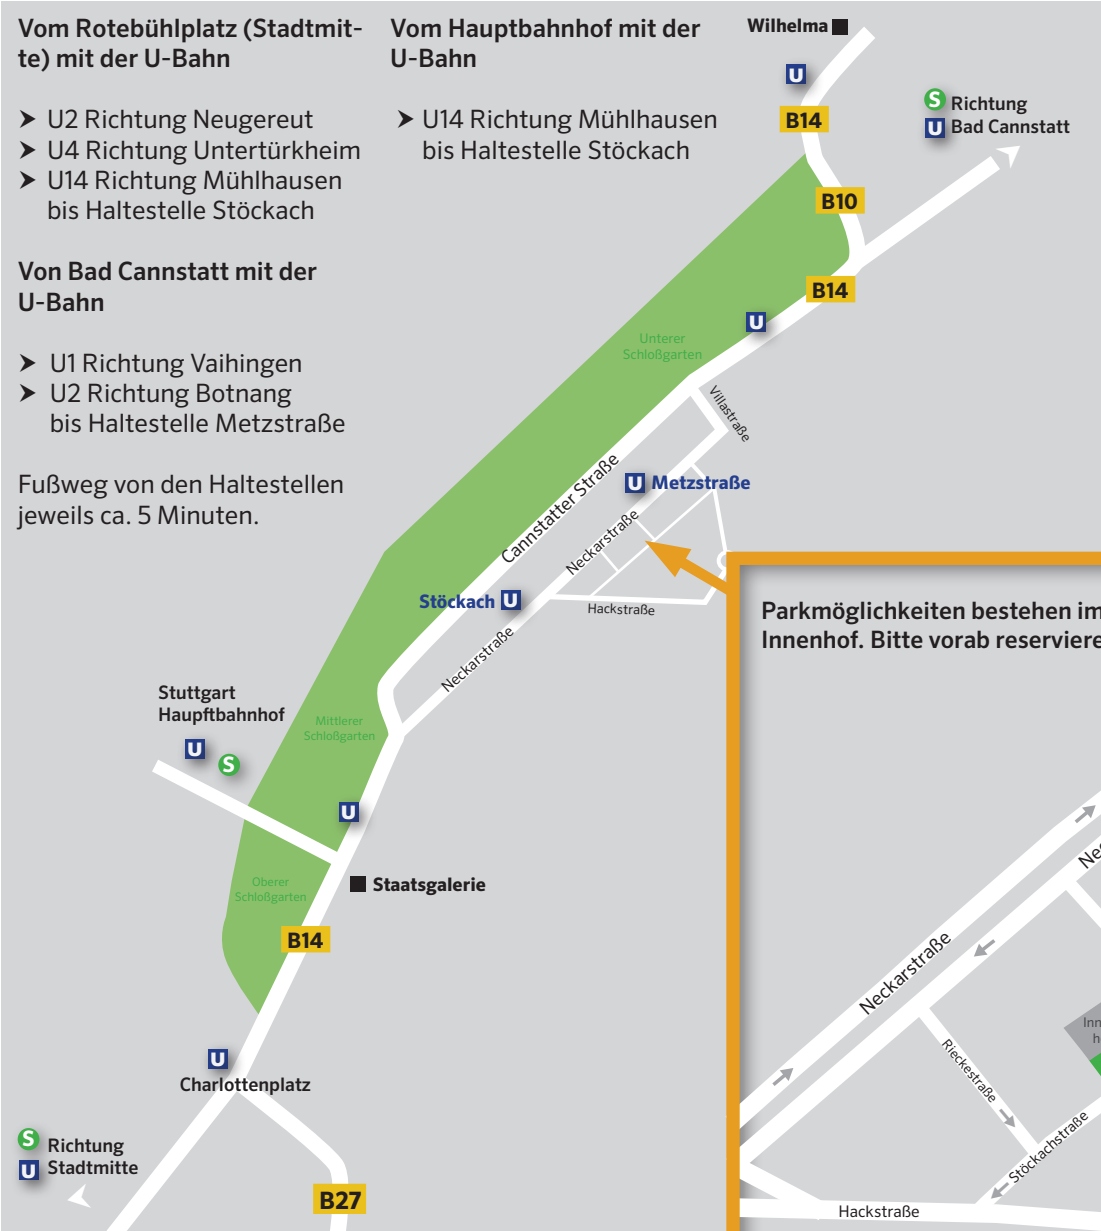 Vom Rotebühlplatz (Stadtmit-
te) mit der U-Bahn
➤ U2 Richtung Neugereut
➤ U4 Richtung Untertürkheim
➤ U14 Richtung Mühlhausen
bis Haltestelle Stöckach
Von Bad Cannstatt mit der
U-Bahn
➤ U1 Richtung Vaihingen
➤ U2 Richtung Botnang
bis Haltestelle Metzstraße
Fußweg von den Haltestellen
jeweils ca. 5 Minuten.
Vom Hauptbahnhof mit der
U-Bahn
➤ U14 Richtung Mühlhausen
bis Haltestelle Stöckach
Wilhelma
U
B14
S Richtung
U Bad Cannstatt
B10
B14
U
Unterer
Schloßgarten
Villastraße
Cannstatter Straße
U Metzstraße
Neckarstraße
Stöckach U
Hackstraße
Neckarstraße
Stuttgart
Haupftbahnhof
U
S
Mittlerer
Schloßgarten
U
Staatsgalerie
Oberer
Schloßgarten
B14
U
Charlottenplatz
S Richtung
U Stadtmitte
B27
Parkmöglichkeiten bestehen im
Innenhof. Bitte vorab reserviere
Nec
Neckarstraße
Inn
h
Rieckestraße
Stöckachstraße
Hackstraße